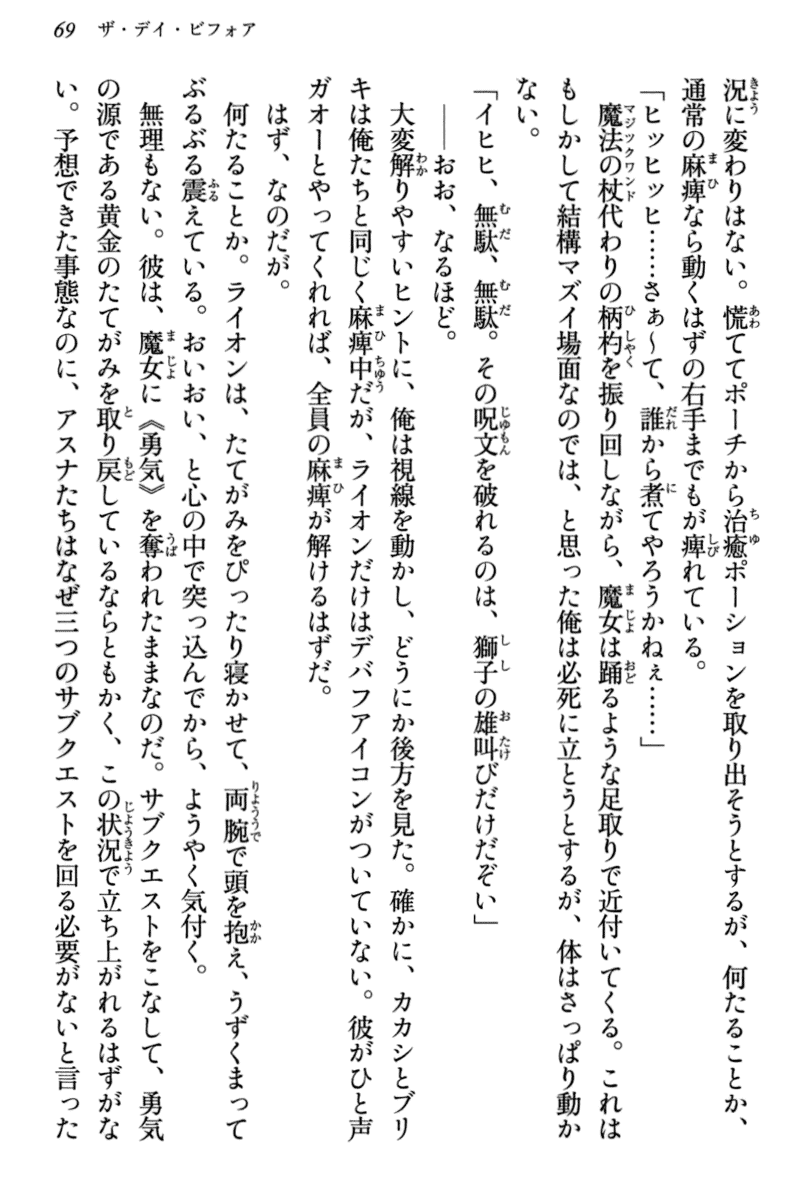 69 ザ・デイ・ビフォア
況に変わりはない。慌ててポーチから治癒ポーションを取り出そうとするが、何たることか、
通常の麻痺なら動くはずの右手までもが痺れている。
「ヒッヒッヒ……さぁ〜て、誰から煮てやろうかねぇ……」
魔法の杖代わりの柄杓を振り回しながら、魔女は踊るような足取りで近付いてくる。これは
もしかして結構マズイ場面なのでは、と思った俺は必死に立とうとするが、体はさっぱり動か
ない。
「イヒヒ、無駄、無駄。その呪文を破れるのは、獅子の雄叫びだけだぞい」
――おお、なるほど。
大変解りやすいヒントに、俺は視線を動かし、どうにか後方を見た。確かに、カカシとブリ
キは俺たちと同じく麻痺中だが、ライオンだけはデバフアイコンがついていない。彼がひと声
ガオーとやってくれれば、全員の麻痺が解けるはずだ。
はず、なのだが。
何たることか。ライオンは、たてがみをぴったり寝かせて、両腕で頭を抱え、うずくまって
ぶるぶる震えている。おいおい、と心の中で突っ込んでから、ようやく気付く。
無理もない。彼は、魔女に《勇気》を奪われたままなのだ。サブクエストをこなして、勇気
の源である黄金のたてがみを取り戻しているならともかく、この状況で立ち上がれるはずがな
い。予想できた事態なのに、アスナたちはなぜ三つのサブクエストを回る必要がないと言った